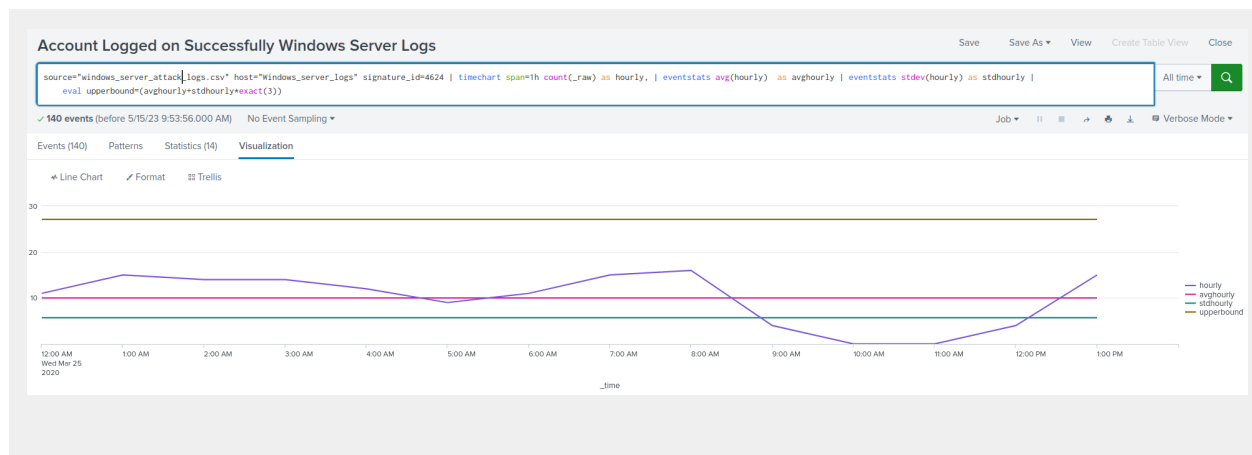 Account Logged on Successfully Windows Server Logs
Save Save As View Create Table View Close
source="windows_server_attack_logs.csv" host="Windows_server_logs" signature_id=4624 | timechart span=1h count(_raw) as hourly, | eventstats avg(hourly) as avghourly | eventstats stdev(hourly) as stdhourly |
eval upperbound=(avghourly+stdhourly*exact(3))
All time
140 events (before 5/15/23 9:53:56.000 AM) No Event Sampling
Job Verbose Mode
Events (140) Patterns Statistics (14) Visualization
Line Chart Format Trellis
30
20
10
hourly
avghourly
stdhourly
upperbound
12:00 AM 1:00 AM 2:00 AM 3:00 AM 4:00 AM 5:00 AM 6:00 AM 7:00 AM 8:00 AM 9:00 AM 10:00 AM 11:00 AM 12:00 PM 1:00 PM
Wed Mar 25
2020
_time